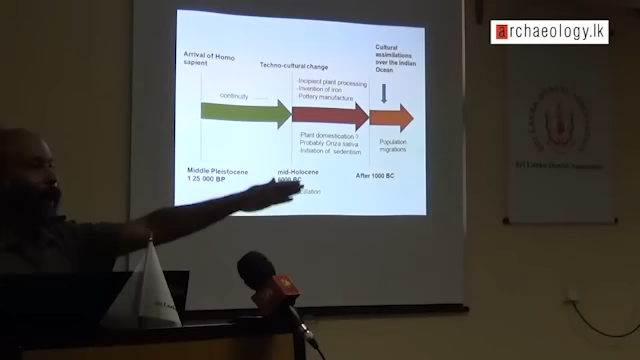 archaeology.lk
Arrival of Homo
sapient
Techno-cultural change
Cultural
assimilations
over the Indian
Ocean
continuity
-Incipient plant processing
-Invention of iron
-Pottery manufacture
-Plant domestication ?
Probably Oriza sativa
-Initiation of sedentism
Population
migrations
Middle Pleistocene
1 25 000 BP
mid-Holocene
6000 BC
After 1000 BC